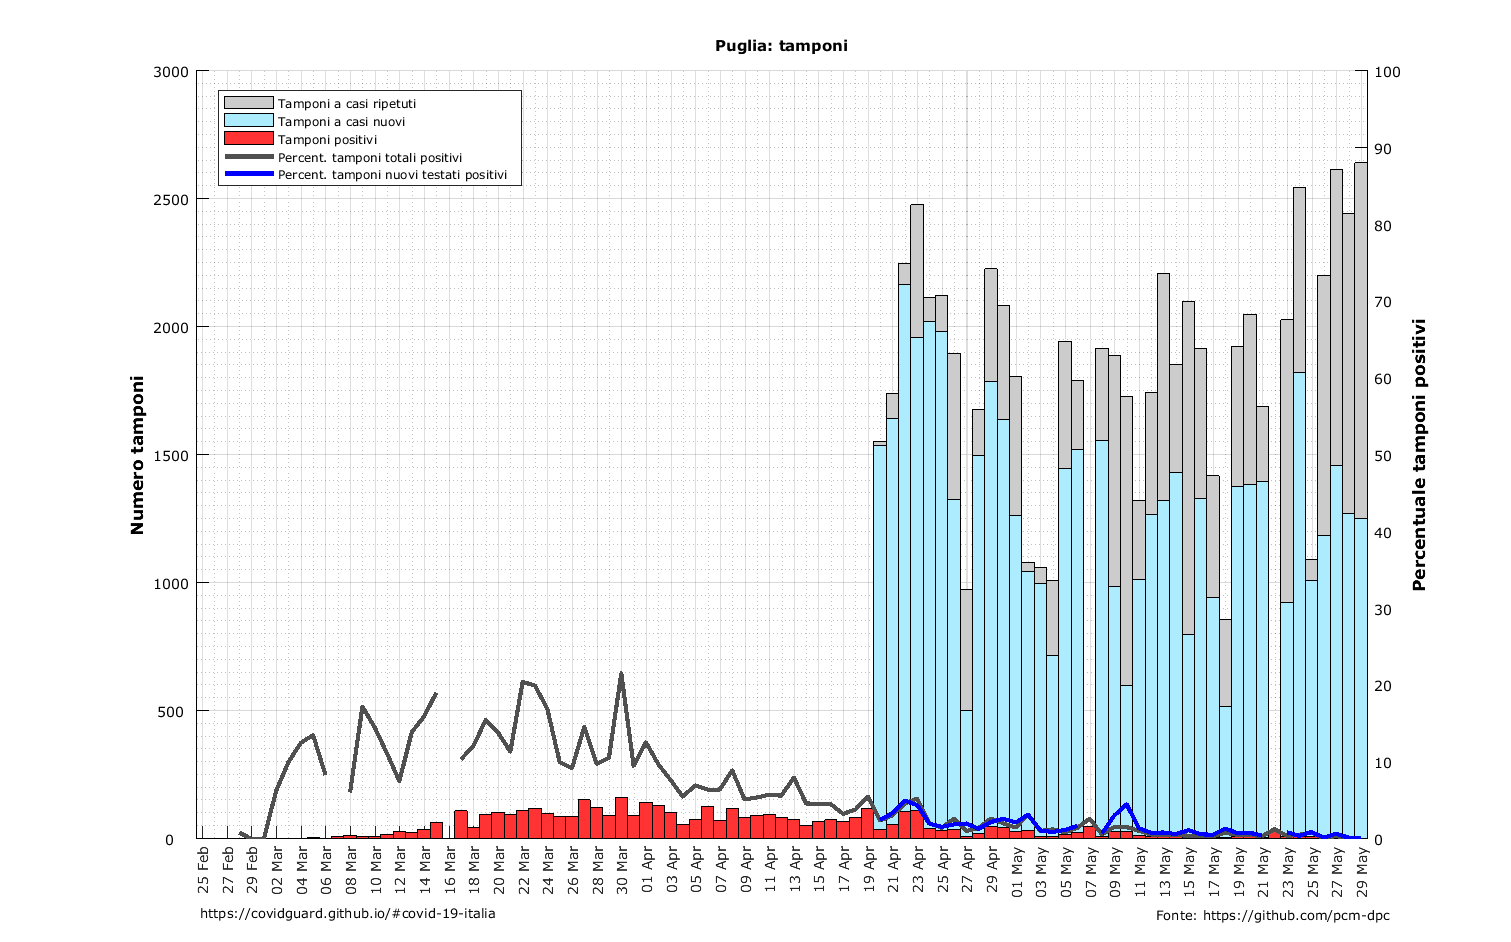 Puglia: tamponi
3000
2500
2000
1500
1000
500
0
Numero tamponi
Tamponi a casi ripetuti
Tamponi a casi nuovi
Tamponi positivi
Percent. tamponi totali positivi
Percent. tamponi nuovi testati positivi
100
90
80
70
60
50
40
30
20
10
0
Percentuale tamponi positivi
25 Feb
27 Feb
29 Feb
02 Mar
04 Mar
06 Mar
08 Mar
10 Mar
12 Mar
14 Mar
16 Mar
18 Mar
20 Mar
22 Mar
24 Mar
26 Mar
28 Mar
30 Mar
01 Apr
03 Apr
05 Apr
07 Apr
09 Apr
11 Apr
13 Apr
15 Apr
17 Apr
19 Apr
21 Apr
23 Apr
25 Apr
27 Apr
29 Apr
01 May
03 May
05 May
07 May
09 May
11 May
13 May
15 May
17 May
19 May
21 May
23 May
25 May
27 May
29 May
https://covidguard.github.io/#covid-19-italia
Fonte: https://github.com/pcm-dpc